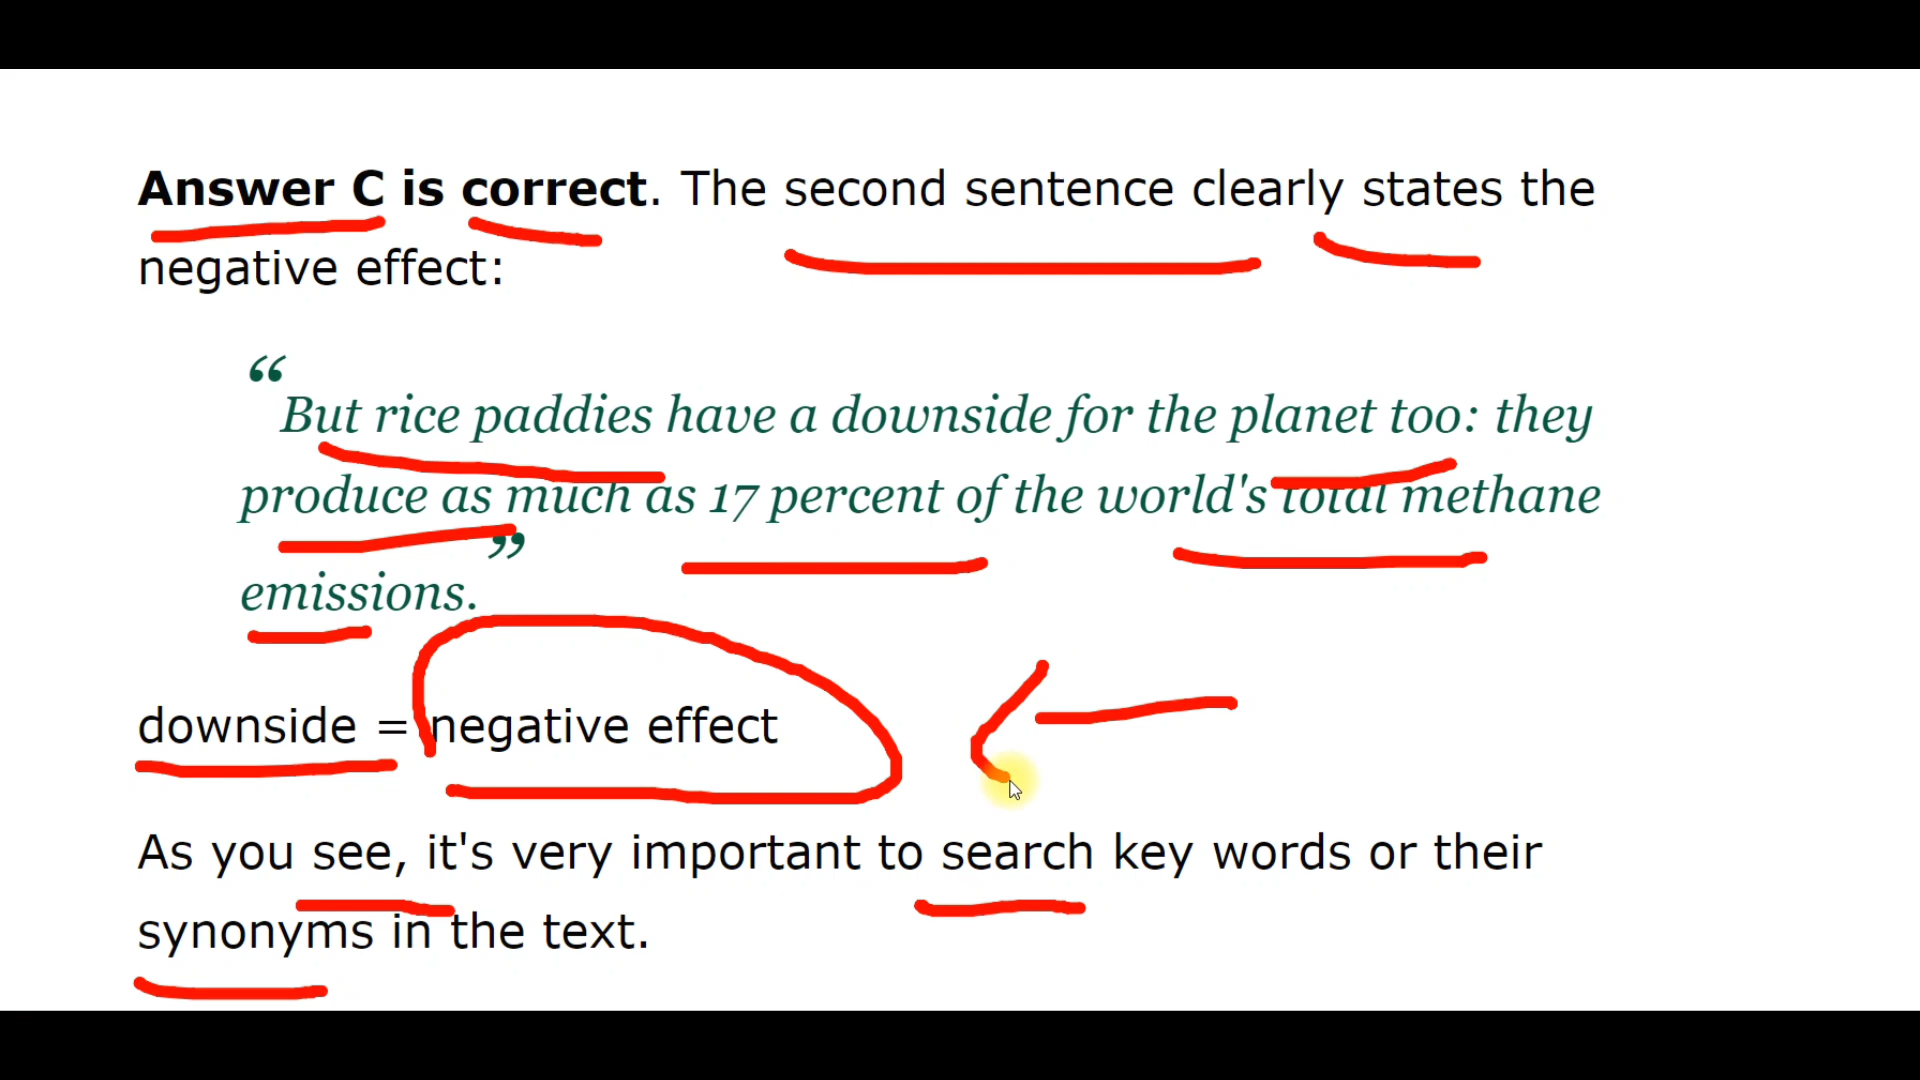 Answer C is correct. The second sentence clearly states the
negative effect:
“But rice paddies have a downside for the planet too: they
produce as much as 17 percent of the world's total methane
emissions.”
downside = negative effect
As you see, it's very important to search key words or their
synonyms in the text.